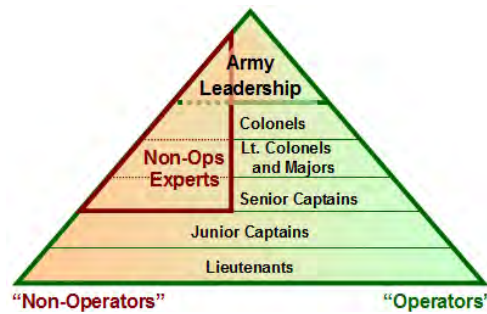 Army
Leadership
Colonels
Non-Ops
Experts
Lt. Colonels
and Majors
Senior Captains
Junior Captains
Lieutenants
"Non-Operators"
"Operators"